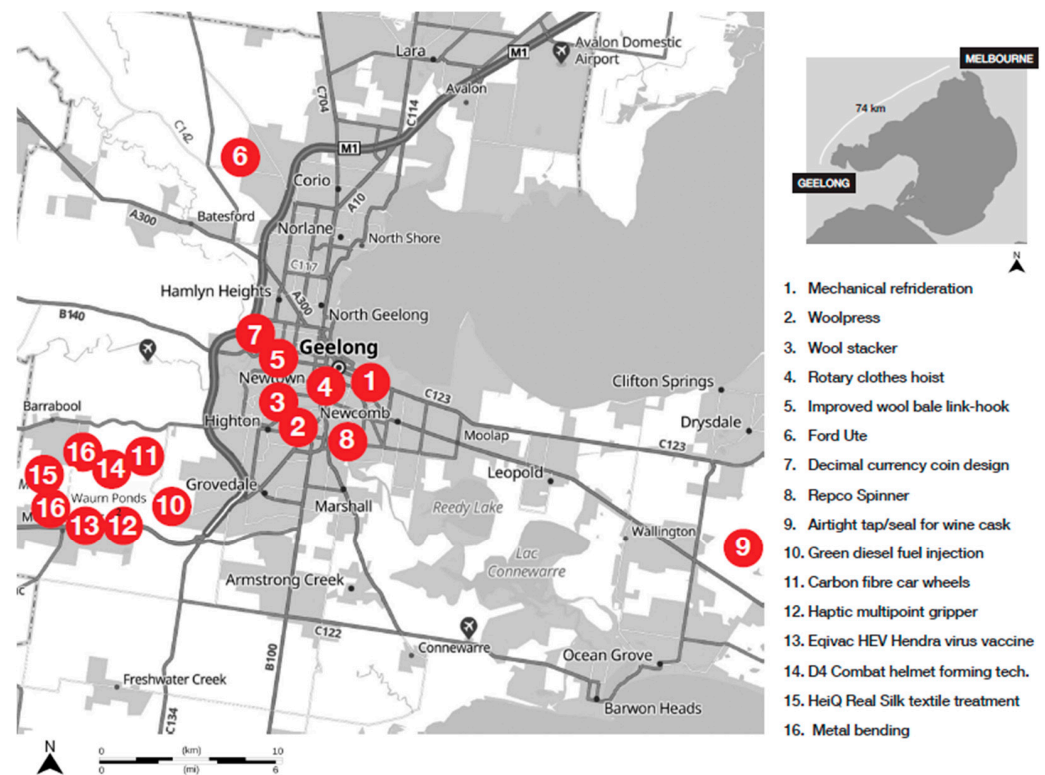 Lara
M1
Avalon Domestic
Airport
Avalon
C704
C114
C142
6
M1
Corio
A10
Batesford
A300
Norlane
North Shore
C117
Hamlyn Heights
A300
B140
North Geelong
7
Geelong
5
Newtown
4
1
C123
Clifton Springs
Barrabool
3
Highton
2
Newcomb
8
Moolap
Drysdale
C123
16
14
11
15
Grovedale
Leopold
Waurn Ponds
16
10
Marshall
Reedy Lake
13
12
Wallington
9
Lac
Connewarre
Armstrong Creek
C122
B100
Connewarre
Ocean Grove
Freshwater Creek
Barwon Heads
C134
N
0 (km) 10
0 (mi) 6
MELBOURNE
74 km
GEELONG
N
1. Mechanical refrideration
2. Woolpress
3. Wool stacker
4. Rotary clothes hoist
5. Improved wool bale link-hook
6. Ford Ute
7. Decimal currency coin design
8. Repco Spinner
9. Airtight tap/seal for wine cask
10. Green diesel fuel injection
11. Carbon fibre car wheels
12. Haptic multipoint gripper
13. Eqivac HEV Hendra virus vaccine
14. D4 Combat helmet forming tech.
15. HeiQ Real Silk textile treatment
16. Metal bending